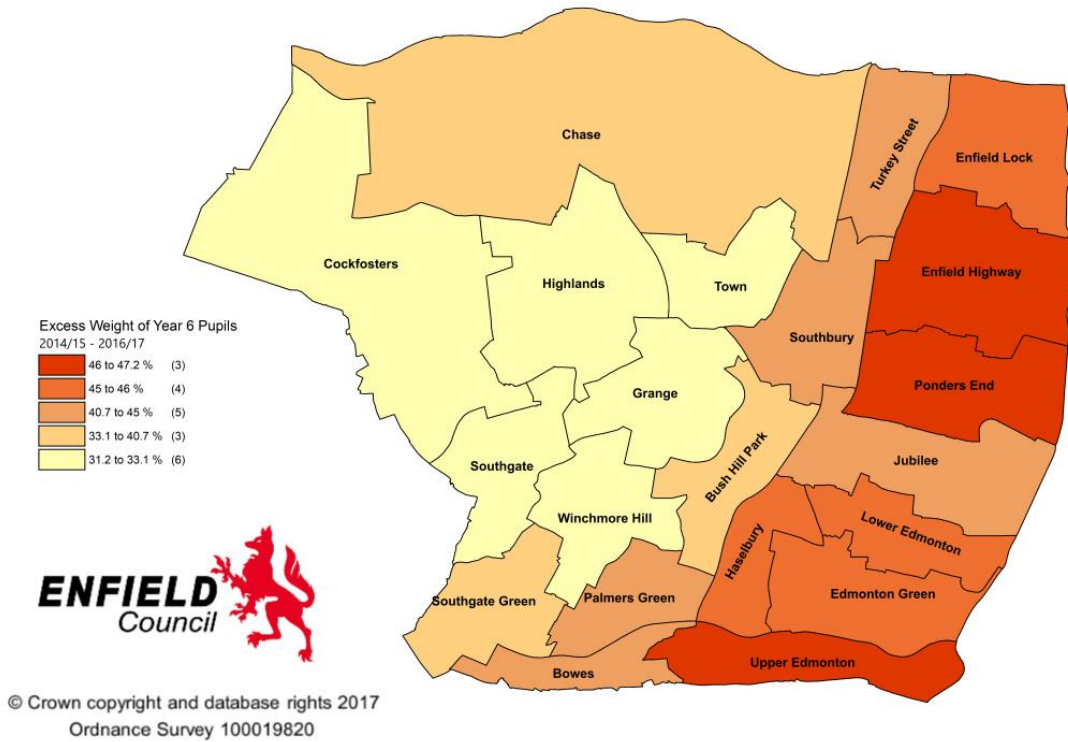 Chase
Turkey Street
Enfield Lock
Cockfosters
Highlands
Town
Enfield Highway
Southbury
Excess Weight of Year 6 Pupils
2014/15 - 2016/17
46 to 47.2 % (3)
45 to 46 % (4)
40.7 to 45 % (5)
33.1 to 40.7 % (3)
31.2 to 33.1 % (6)
Grange
Ponders End
Southgate
Bush Hill Park
Jubilee
Winchmore Hill
Haselbury
Lower Edmonton
Southgate Green
Palmers Green
Edmonton Green
Bowes
Upper Edmonton
ENFIELD
Council
© Crown copyright and database rights 2017
Ordnance Survey 100019820